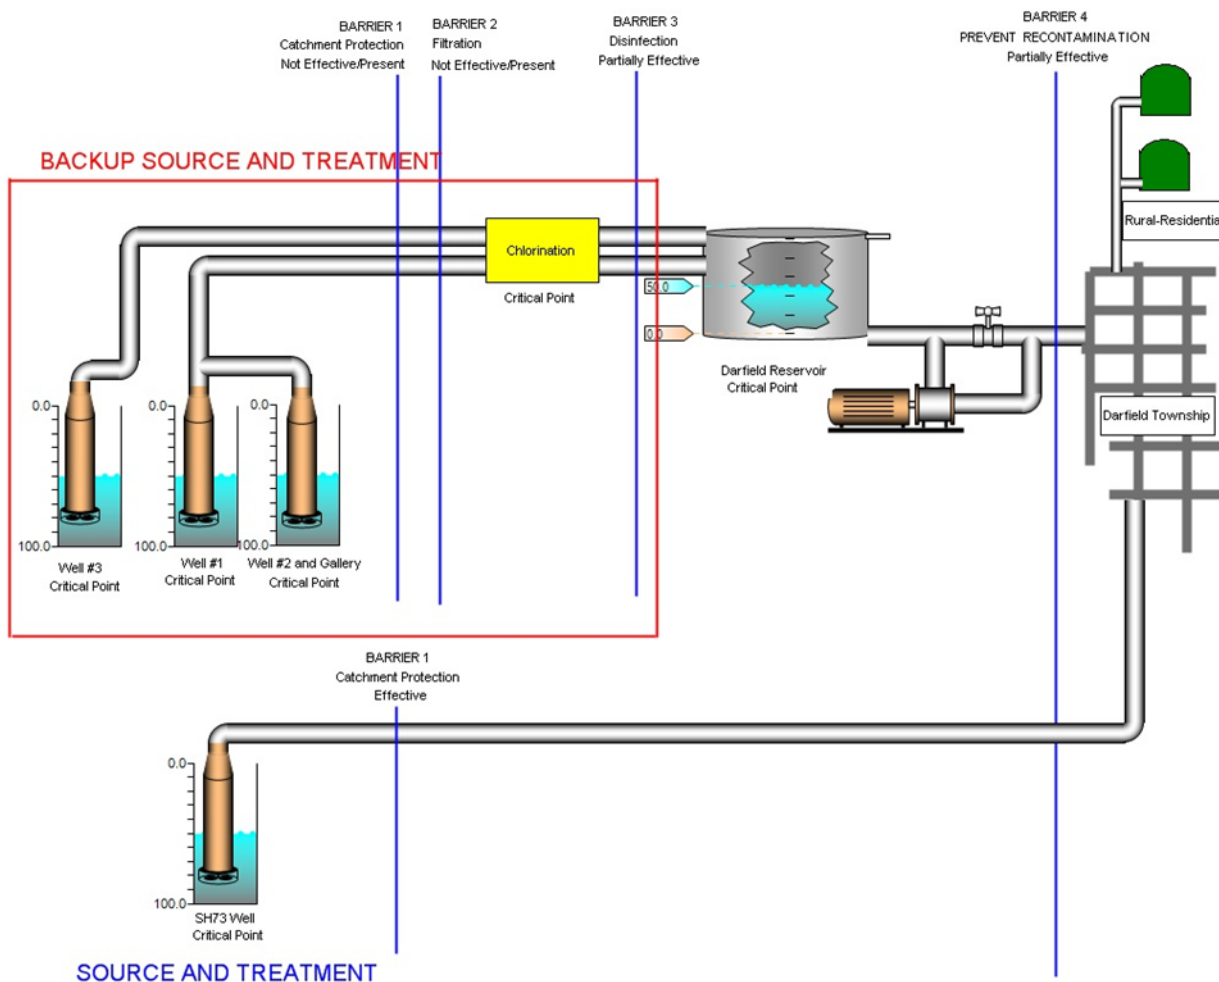 BARRIER 1
Catchment Protection
Not Effective/Present
BARRIER 2
Filtration
Not Effective/Present
BARRIER 3
Disinfection
Partially Effective
BARRIER 4
PREVENT RECONTAMINATION
Partially Effective
BACKUP SOURCE AND TREATMENT
Rural-Residential
Chlorination
Critical Point
50.0
0.0
Darfield Reservoir
Critical Point
Darfield Township
0.0
100.0
Well #3
Critical Point
0.0
100.0
Well #1
Critical Point
0.0
100.0
Well #2 and Gallery
Critical Point
BARRIER 1
Catchment Protection
Effective
0.0
100.0
SH73 Well
Critical Point
SOURCE AND TREATMENT